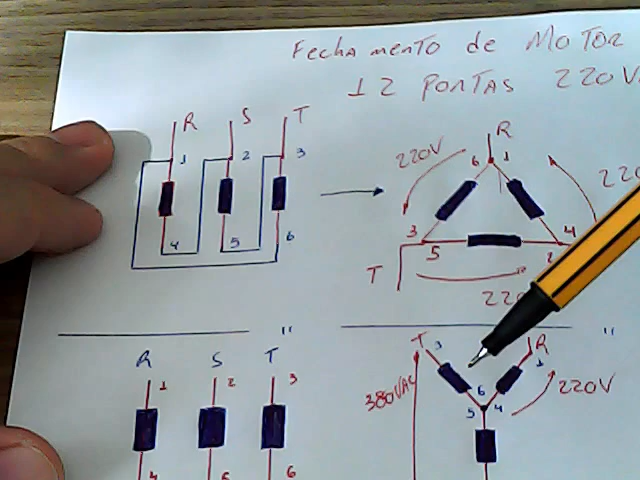 Fechamento de MOTOR
12 PONTAS 220V
R S T
1 2 3
4 5 6
R
6 1
220V
220
3 5 2 4
T
220
" "
R S T
1 2 3
4 5 6
T R
3 1
380VAC
6
5 4
220V